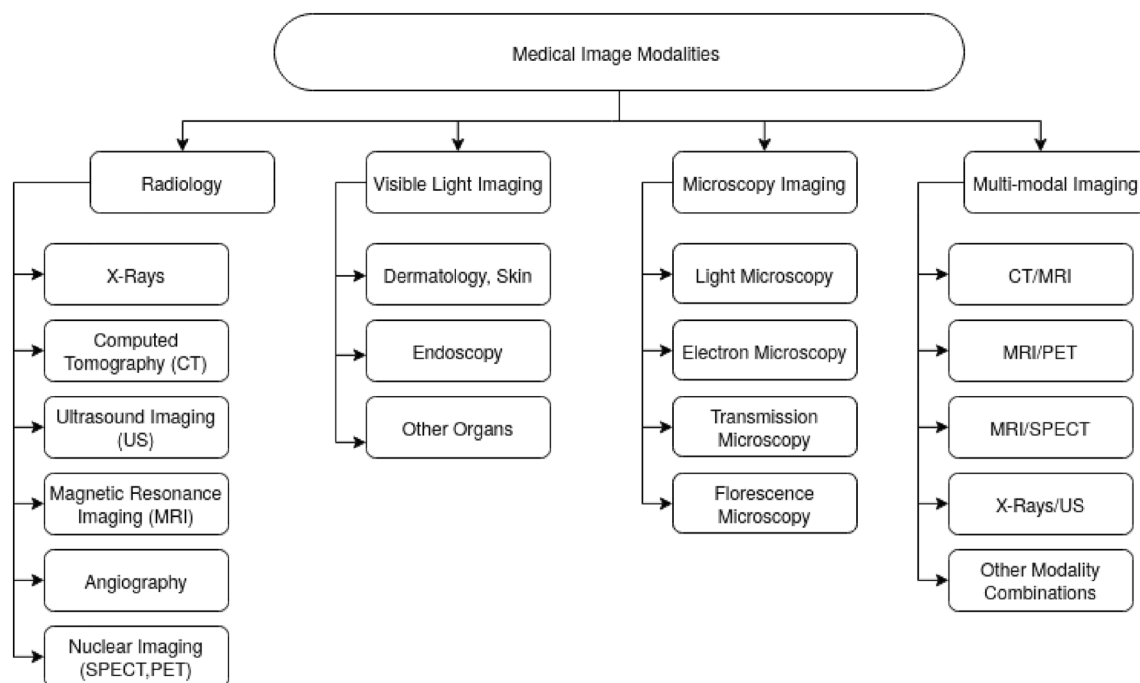 Medical Image Modalities
Radiology
X-Rays
Computed
Tomography (CT)
Ultrasound Imaging
(US)
Magnetic Resonance
Imaging (MRI)
Angiography
Nuclear Imaging
(SPECT,PET)
Visible Light Imaging
Dermatology, Skin
Endoscopy
Other Organs
Microscopy Imaging
Light Microscopy
Electron Microscopy
Transmission
Microscopy
Florescence
Microscopy
Multi-modal Imaging
CT/MRI
MRI/PET
MRI/SPECT
X-Rays/US
Other Modality
Combinations